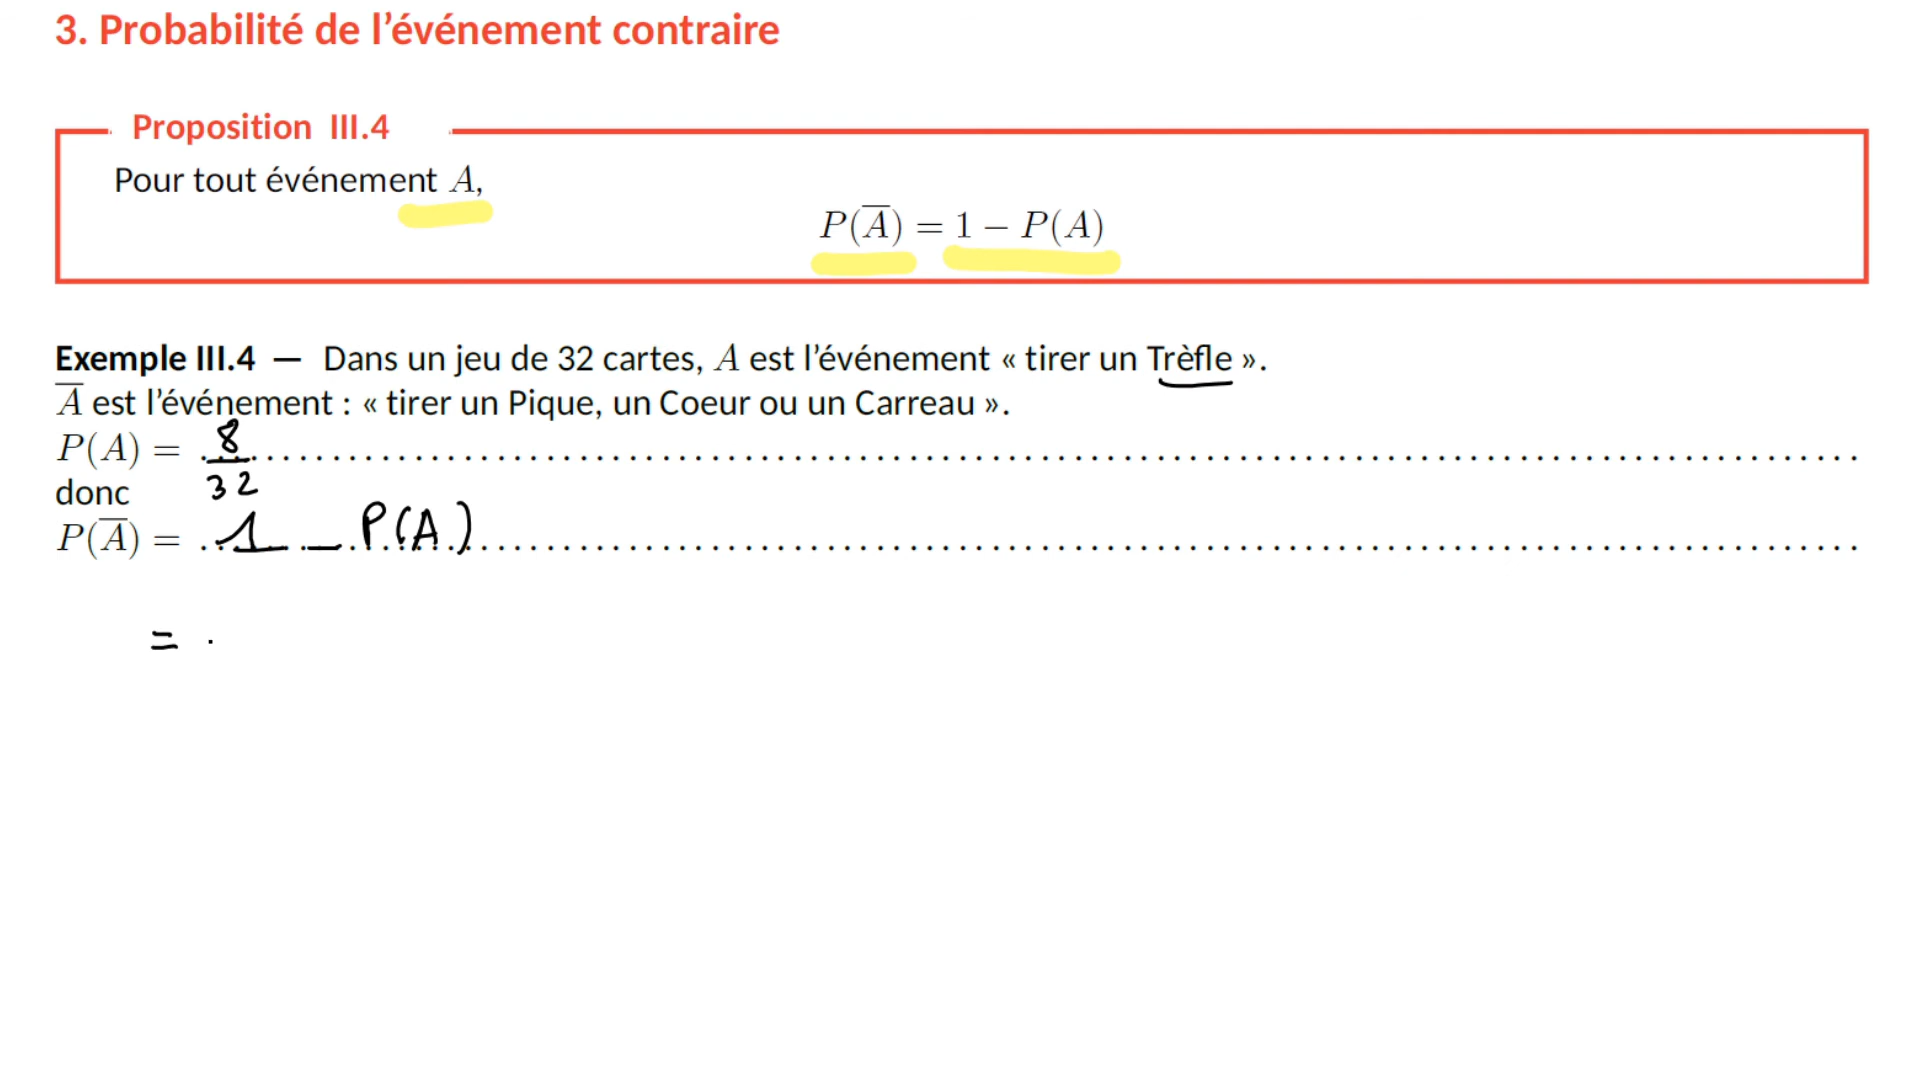 3. Probabilité de l'événement contraire
Proposition III.4
Pour tout événement A,
P(A̅) = 1 − P(A)
Exemple III.4 — Dans un jeu de 32 cartes, A est l'événement « tirer un Trèfle ».
A̅ est l'événement : « tirer un Pique, un Coeur ou un Carreau ».
P(A) = 8/32
donc
P(A̅) = 1 − P(A)
=